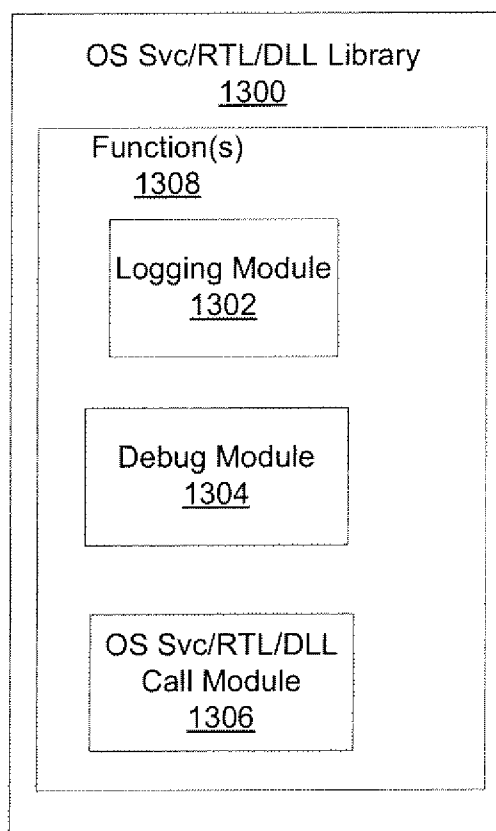 OS Svc/RTL/DLL Library
1300
Function(s)
1308
Logging Module
1302
Debug Module
1304
OS Svc/RTL/DLL
Call Module
1306